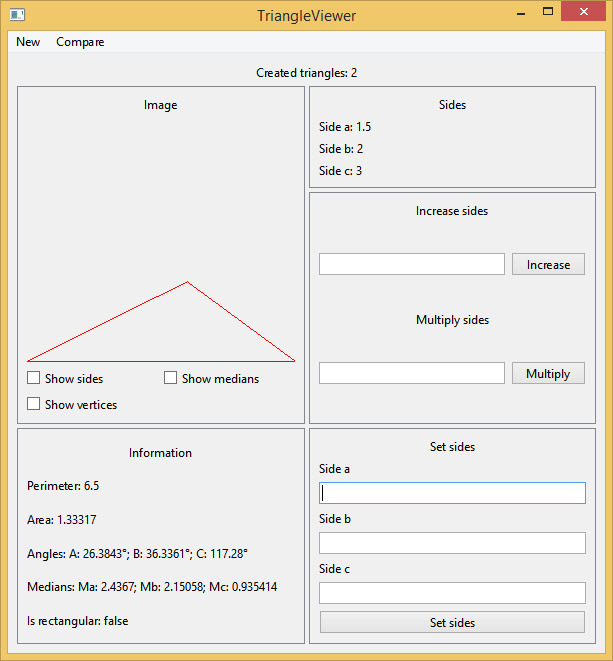 TriangleViewer
New Compare
Created triangles: 2
Image
Show sides
Show medians
Show vertices
Sides
Side a: 1.5
Side b: 2
Side c: 3
Increase sides
Increase
Multiply sides
Multiply
Information
Perimeter: 6.5
Area: 1.33317
Angles: A: 26.3843°; B: 36.3361°; C: 117.28°
Medians: Ma: 2.4367; Mb: 2.15058; Mc: 0.935414
Is rectangular: false
Set sides
Side a
Side b
Side c
Set sides